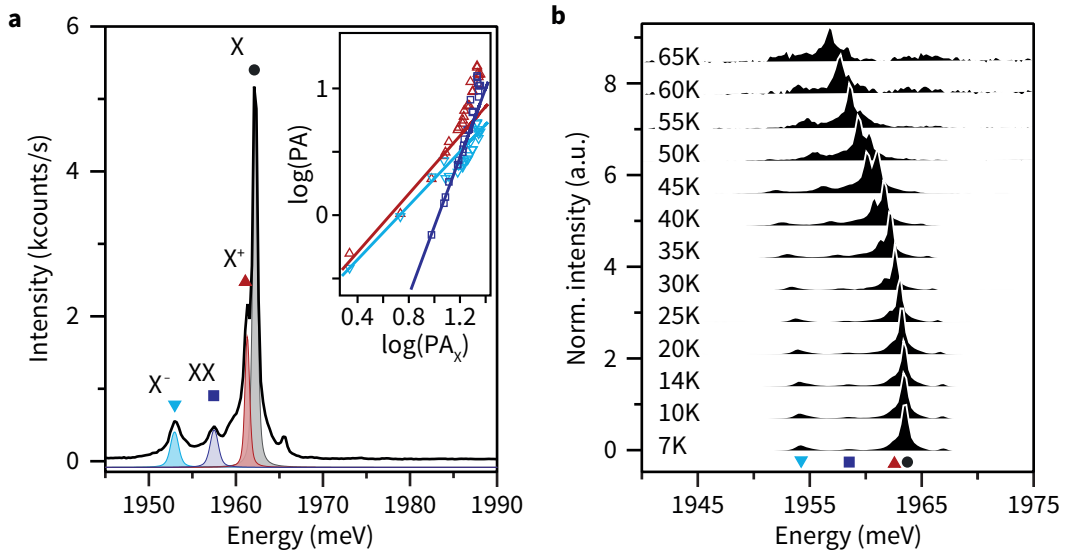 a
Intensity (kcounts/s)
6
4
2
0
X
X⁺
XX
X⁻
1950 1960 1970 1980 1990
Energy (meV)
log(PA)
1
0
0.4 0.8 1.2
log(PAₓ)
b
Norm. intensity (a.u.)
8
6
4
2
0
65K
60K
55K
50K
45K
40K
35K
30K
25K
20K
14K
10K
7K
1945 1955 1965 1975
Energy (meV)